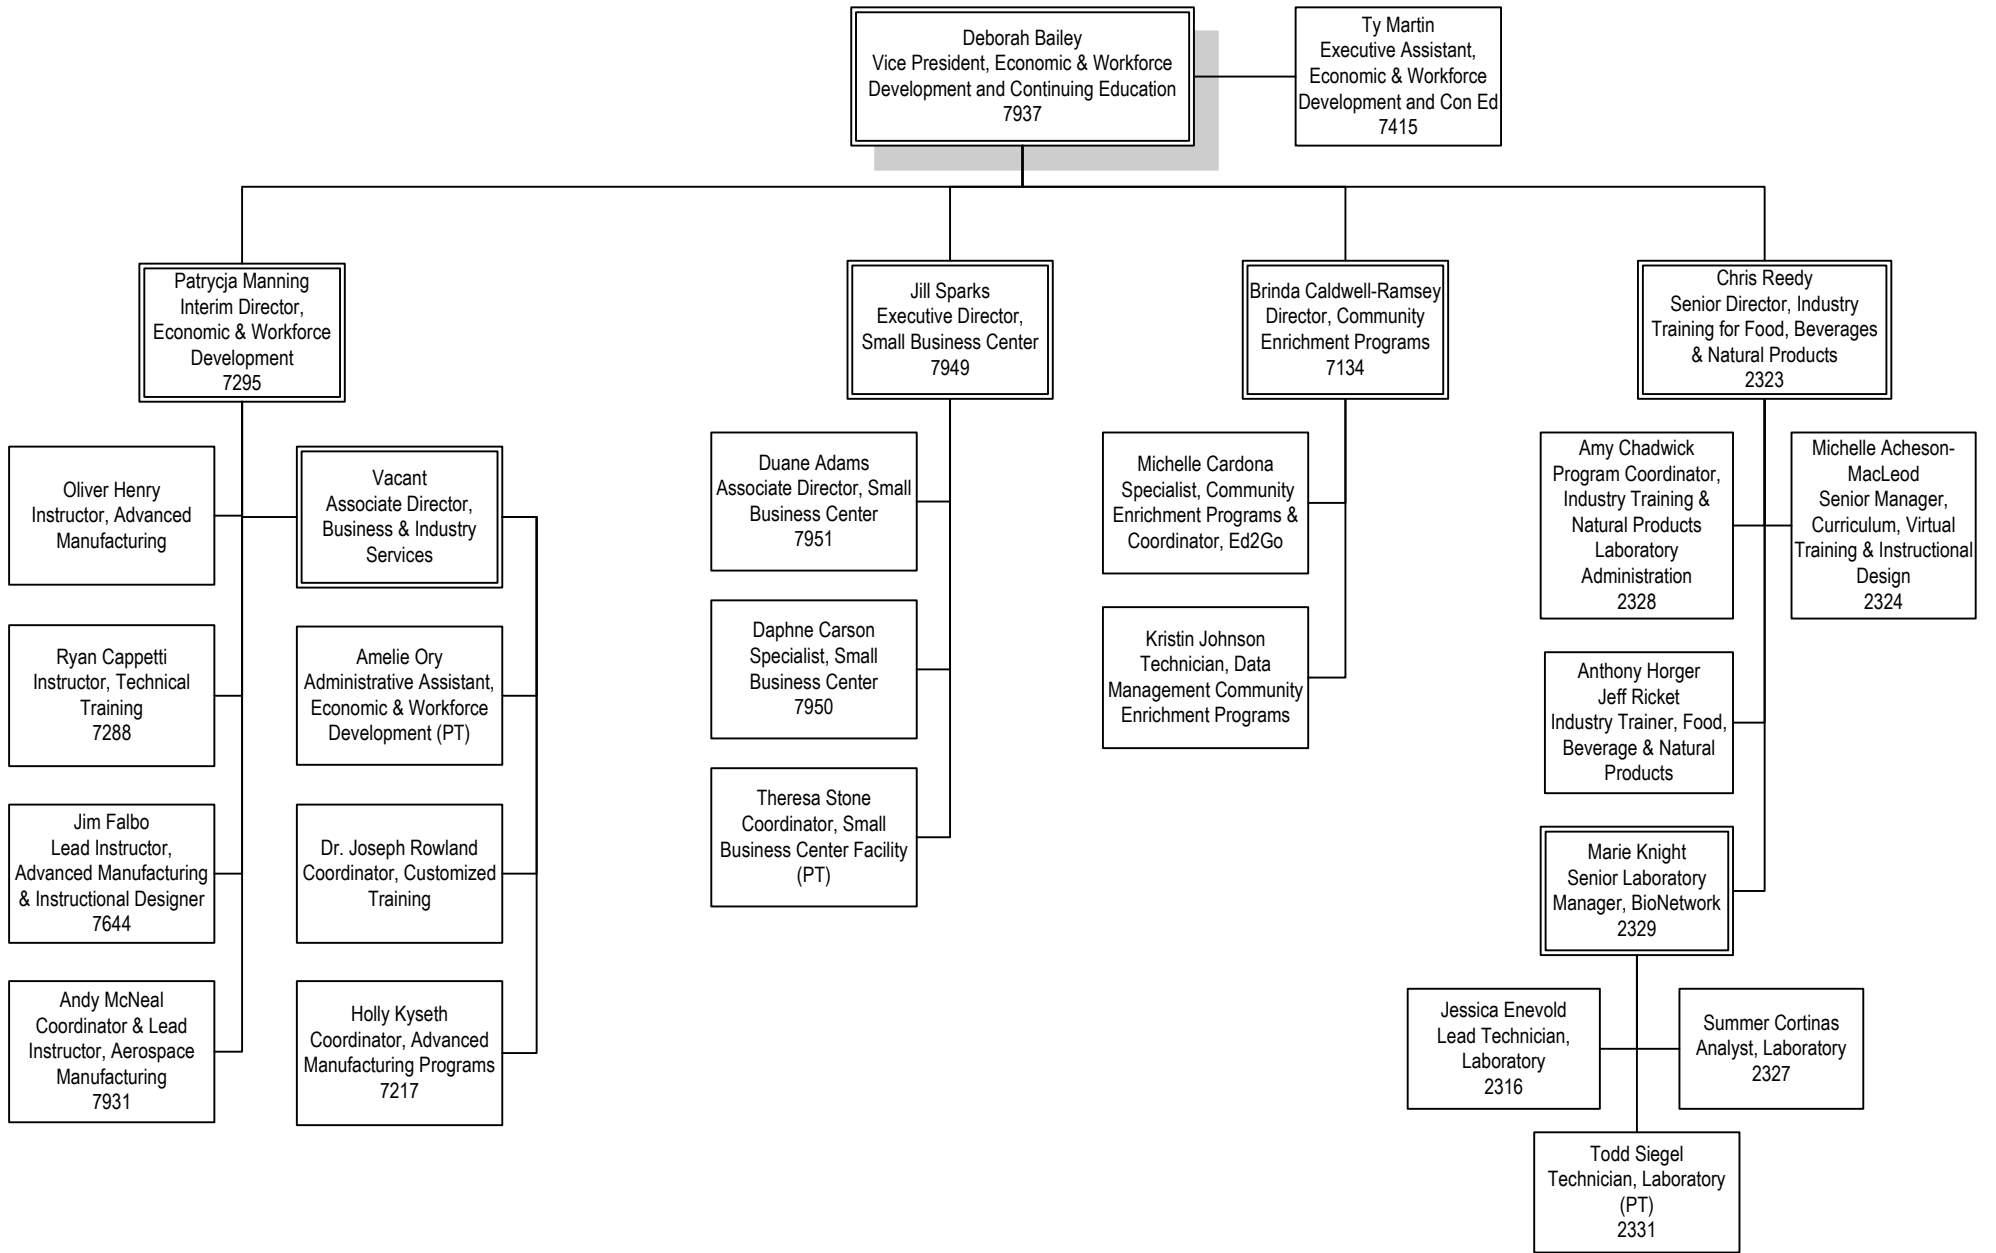 Deborah Bailey
Vice President, Economic & Workforce
Development and Continuing Education
7937
Ty Martin
Executive Assistant,
Economic & Workforce
Development and Con Ed
7415
Patrycja Manning
Interim Director,
Economic & Workforce
Development
7295
Oliver Henry
Instructor, Advanced
Manufacturing
Ryan Cappetti
Instructor, Technical
Training
7288
Jim Falbo
Lead Instructor,
Advanced Manufacturing
& Instructional Designer
7644
Andy McNeal
Coordinator & Lead
Instructor, Aerospace
Manufacturing
7931
Vacant
Associate Director,
Business & Industry
Services
Amelie Ory
Administrative Assistant,
Economic & Workforce
Development (PT)
Dr. Joseph Rowland
Coordinator, Customized
Training
Holly Kyseth
Coordinator, Advanced
Manufacturing Programs
7217
Jill Sparks
Executive Director,
Small Business Center
7949
Duane Adams
Associate Director, Small
Business Center
7951
Daphne Carson
Specialist, Small
Business Center
7950
Theresa Stone
Coordinator, Small
Business Center Facility
(PT)
Brinda Caldwell-Ramsey
Director, Community
Enrichment Programs
7134
Michelle Cardona
Specialist, Community
Enrichment Programs &
Coordinator, Ed2Go
Kristin Johnson
Technician, Data
Management Community
Enrichment Programs
Chris Reedy
Senior Director, Industry
Training for Food, Beverages
& Natural Products
2323
Amy Chadwick
Program Coordinator,
Industry Training &
Natural Products
Laboratory
Administration
2328
Michelle Acheson-
MacLeod
Senior Manager,
Curriculum, Virtual
Training & Instructional
Design
2324
Anthony Horger
Jeff Ricket
Industry Trainer, Food,
Beverage & Natural
Products
Marie Knight
Senior Laboratory
Manager, BioNetwork
2329
Jessica Enevold
Lead Technician,
Laboratory
2316
Summer Cortinas
Analyst, Laboratory
2327
Todd Siegel
Technician, Laboratory
(PT)
2331